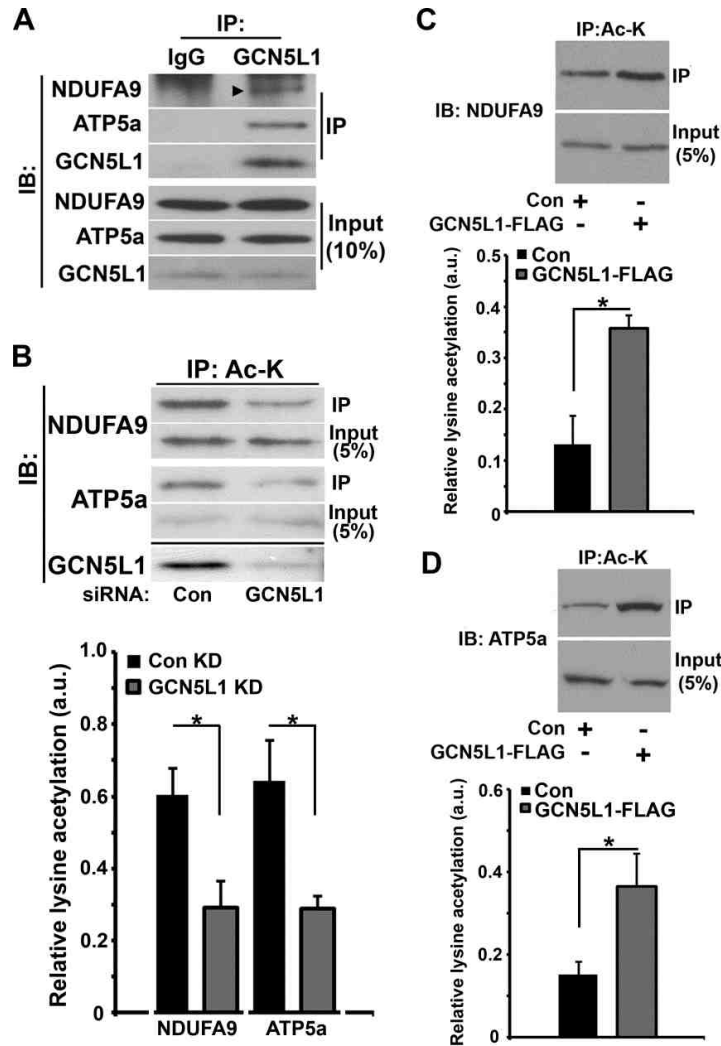 A
IP:
IgG GCN5L1
IB:
NDUFA9
ATP5a
GCN5L1
IP
NDUFA9
ATP5a
GCN5L1
Input
(10%)
B
IP: Ac-K
IB:
NDUFA9
IP
Input
(5%)
ATP5a
IP
Input
(5%)
GCN5L1
siRNA: Con GCN5L1
Relative lysine acetylation (a.u.)
1.0
0.8
0.6
0.4
0.2
0
Con KD
GCN5L1 KD
*
*
NDUFA9 ATP5a
C
IP:Ac-K
IB: NDUFA9
IP
Input
(5%)
Con + -
GCN5L1-FLAG - +
Relative lysine acetylation (a.u.)
0.5
0.4
0.3
0.2
0.1
0
Con
GCN5L1-FLAG
*
D
IP:Ac-K
IB: ATP5a
IP
Input
(5%)
Con + -
GCN5L1-FLAG - +
Relative lysine acetylation (a.u.)
0.5
0.4
0.3
0.2
0.1
0
Con
GCN5L1-FLAG
*